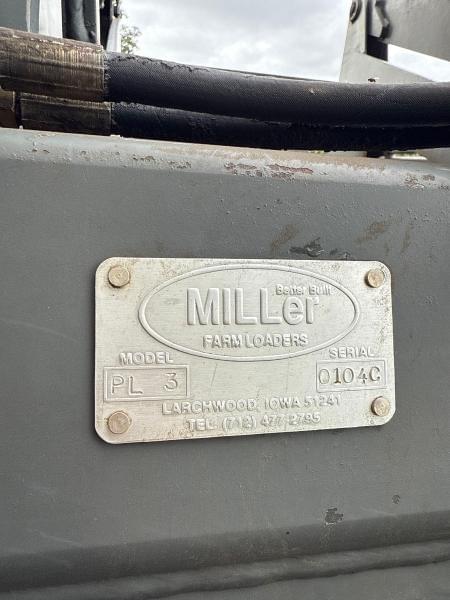 Better Built
MILLer
FARM LOADERS
MODEL
SERIAL
PL 3
0104C
LARCHWOOD, IOWA 51241
TEL. (712) 477-2795